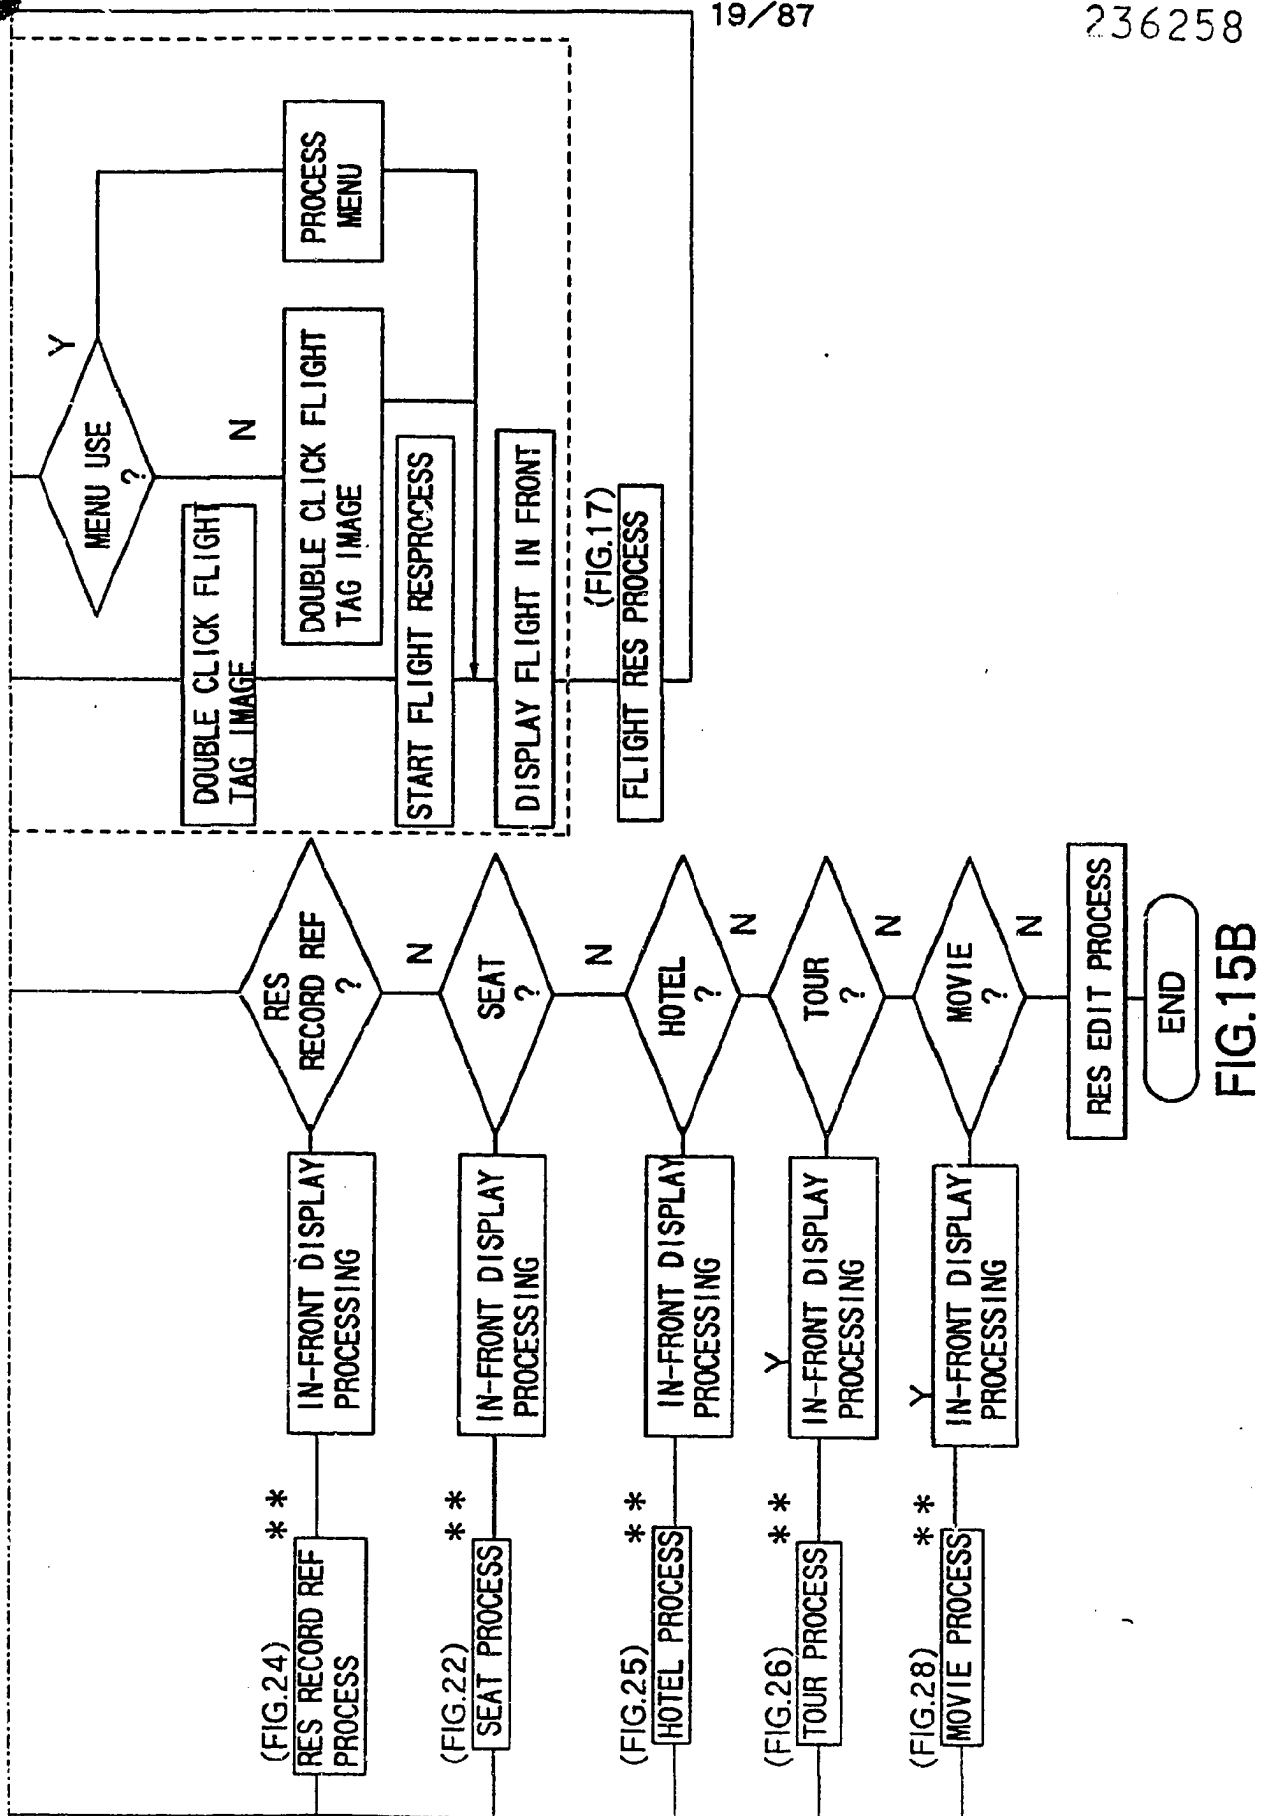 19/87
236258
MENU USE
?
Y
N
PROCESS
MENU
DOUBLE CLICK FLIGHT
TAG IMAGE
DOUBLE CLICK FLIGHT
TAG IMAGE
START FLIGHT RESPROCESS
DISPLAY FLIGHT IN FRONT
(FIG.17)
FLIGHT RES PROCESS
(FIG.24)
RES RECORD REF
PROCESS
**
IN-FRONT DISPLAY
PROCESSING
RES
RECORD REF
?
N
(FIG.22)
SEAT PROCESS
**
IN-FRONT DISPLAY
PROCESSING
SEAT
?
N
(FIG.25)
HOTEL PROCESS
**
IN-FRONT DISPLAY
PROCESSING
HOTEL
?
N
(FIG.26)
TOUR PROCESS
**
Y
IN-FRONT DISPLAY
PROCESSING
TOUR
?
N
(FIG.28)
MOVIE PROCESS
**
Y
IN-FRONT DISPLAY
PROCESSING
MOVIE
?
N
RES EDIT PROCESS
END
FIG.15B